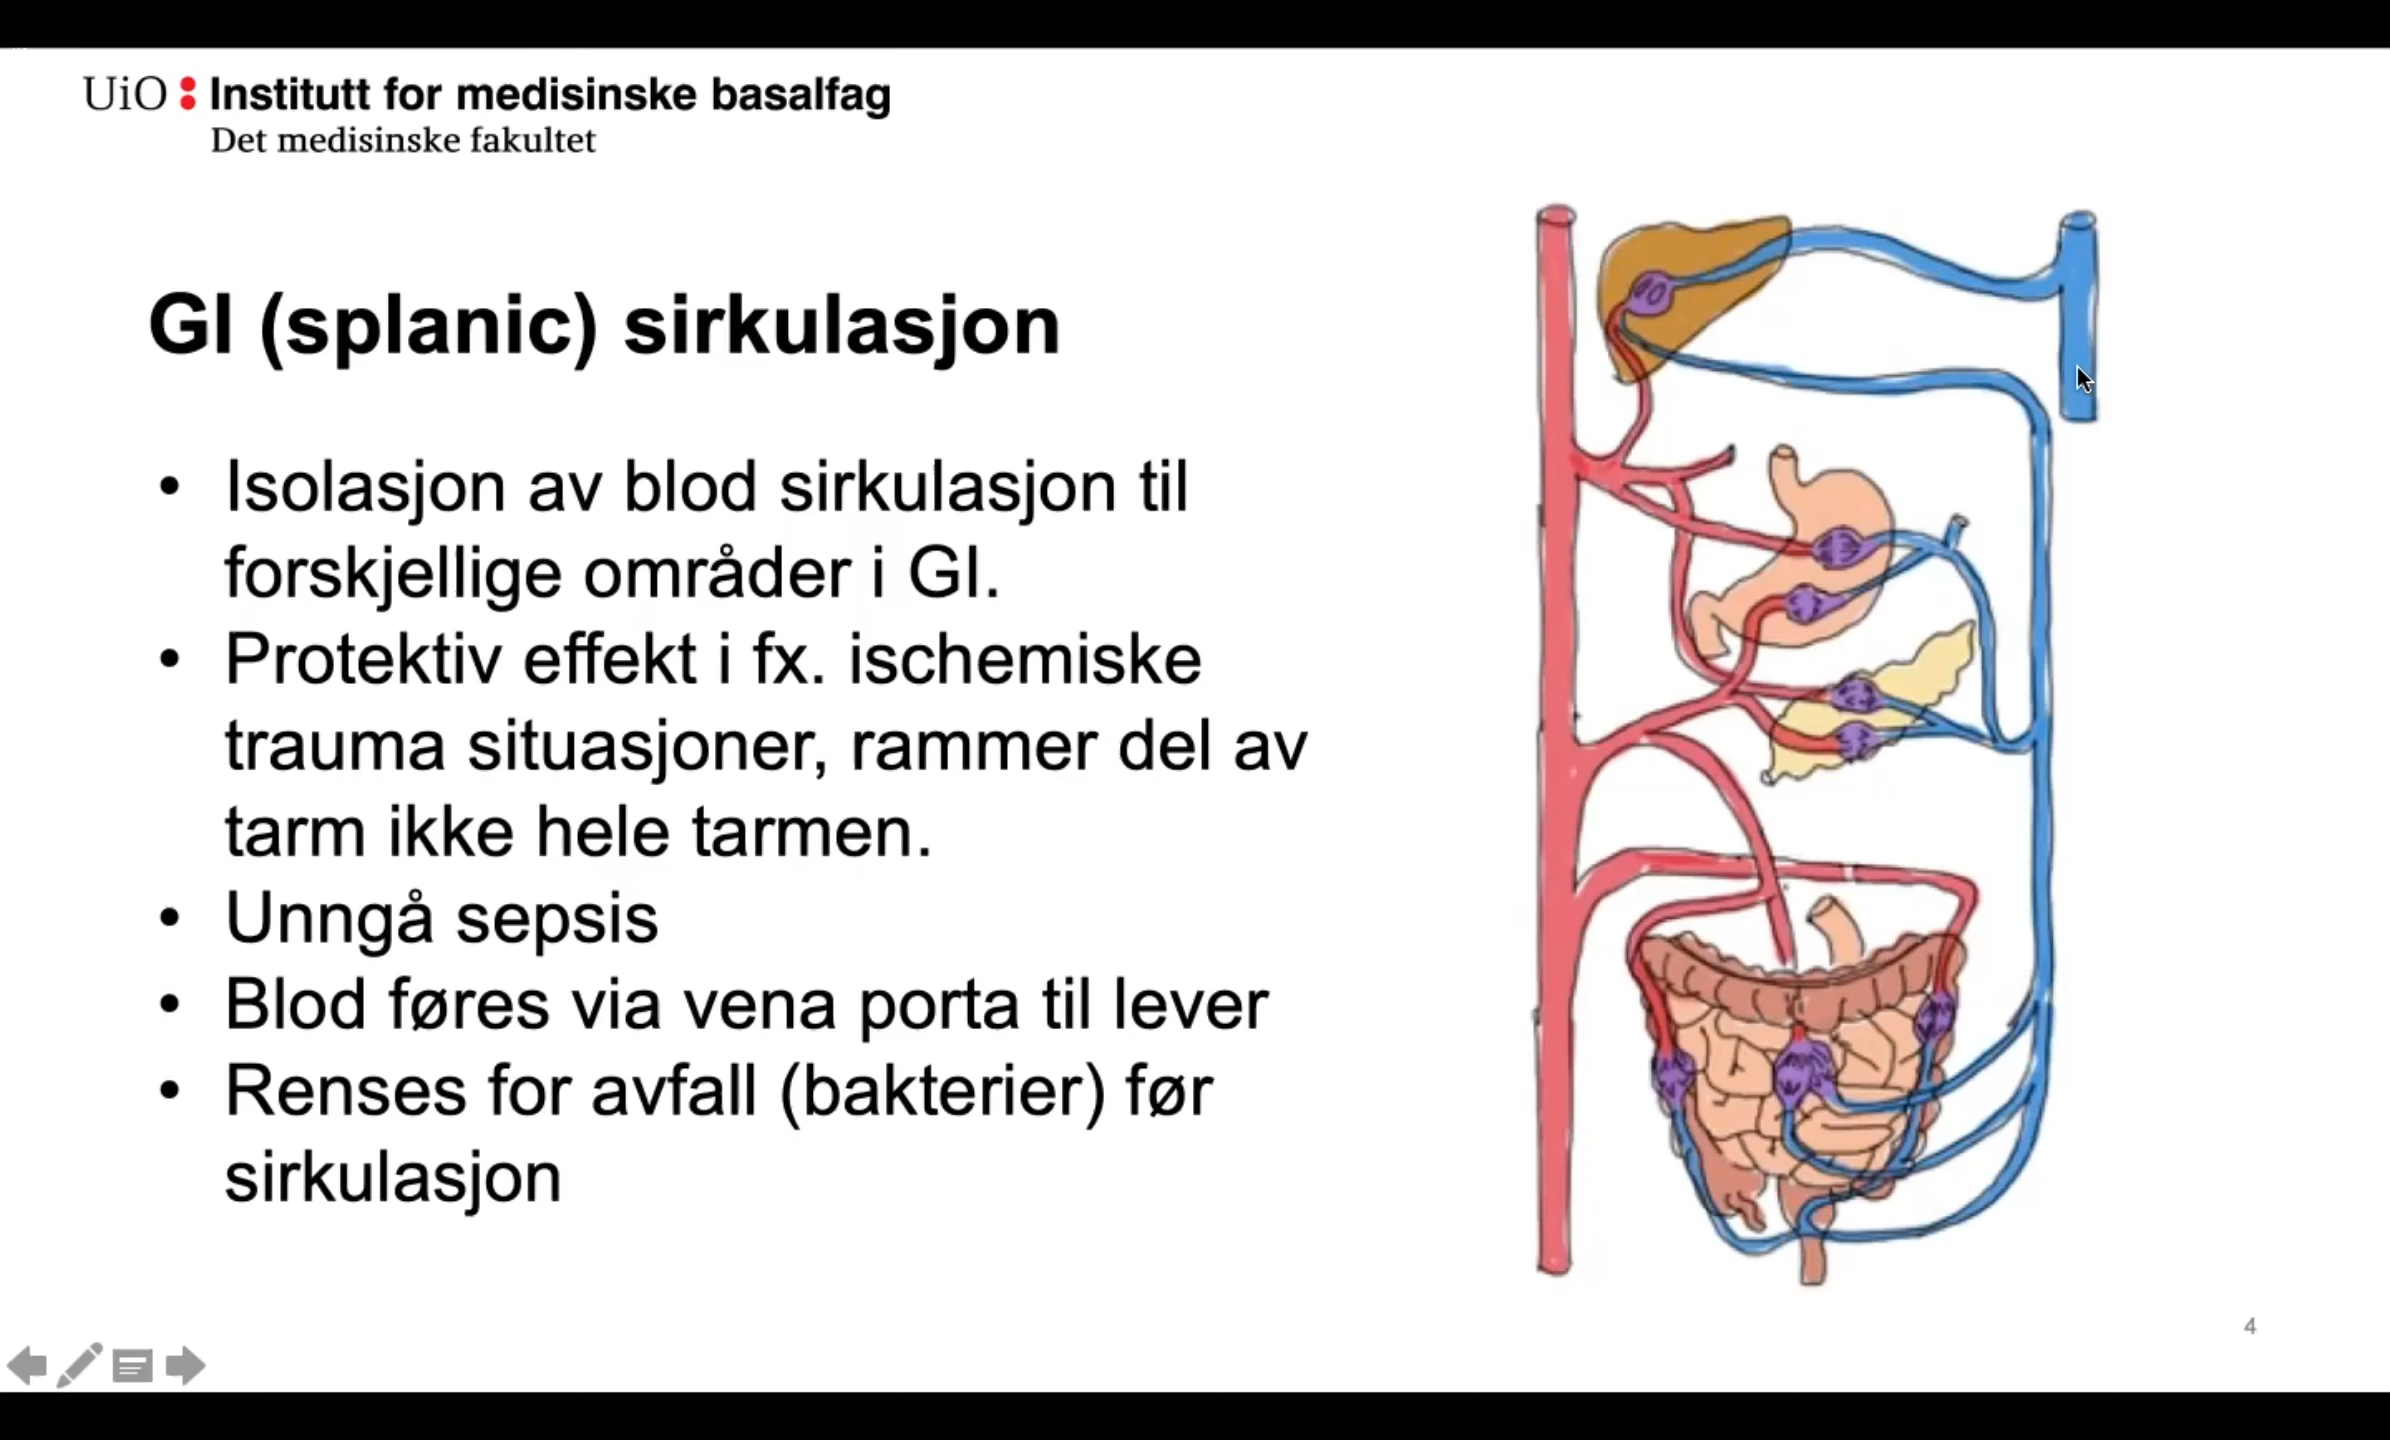 UiO : Institutt for medisinske basalfag
Det medisinske fakultet
GI (splanic) sirkulasjon
• Isolasjon av blod sirkulasjon til
forskjellige områder i GI.
• Protektiv effekt i fx. ischemiske
trauma situasjoner, rammer del av
tarm ikke hele tarmen.
• Unngå sepsis
• Blod føres via vena porta til lever
• Renses for avfall (bakterier) før
sirkulasjon
4